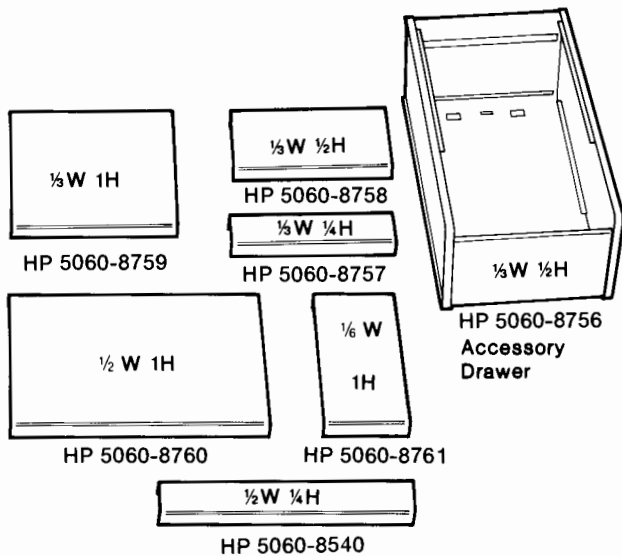 ⅓W 1H
HP 5060-8759
⅓W ½H
HP 5060-8758
⅓W ¼H
HP 5060-8757
⅓W ½H
HP 5060-8756
Accessory
Drawer
½ W 1H
HP 5060-8760
⅙ W
1H
HP 5060-8761
½W ¼H
HP 5060-8540